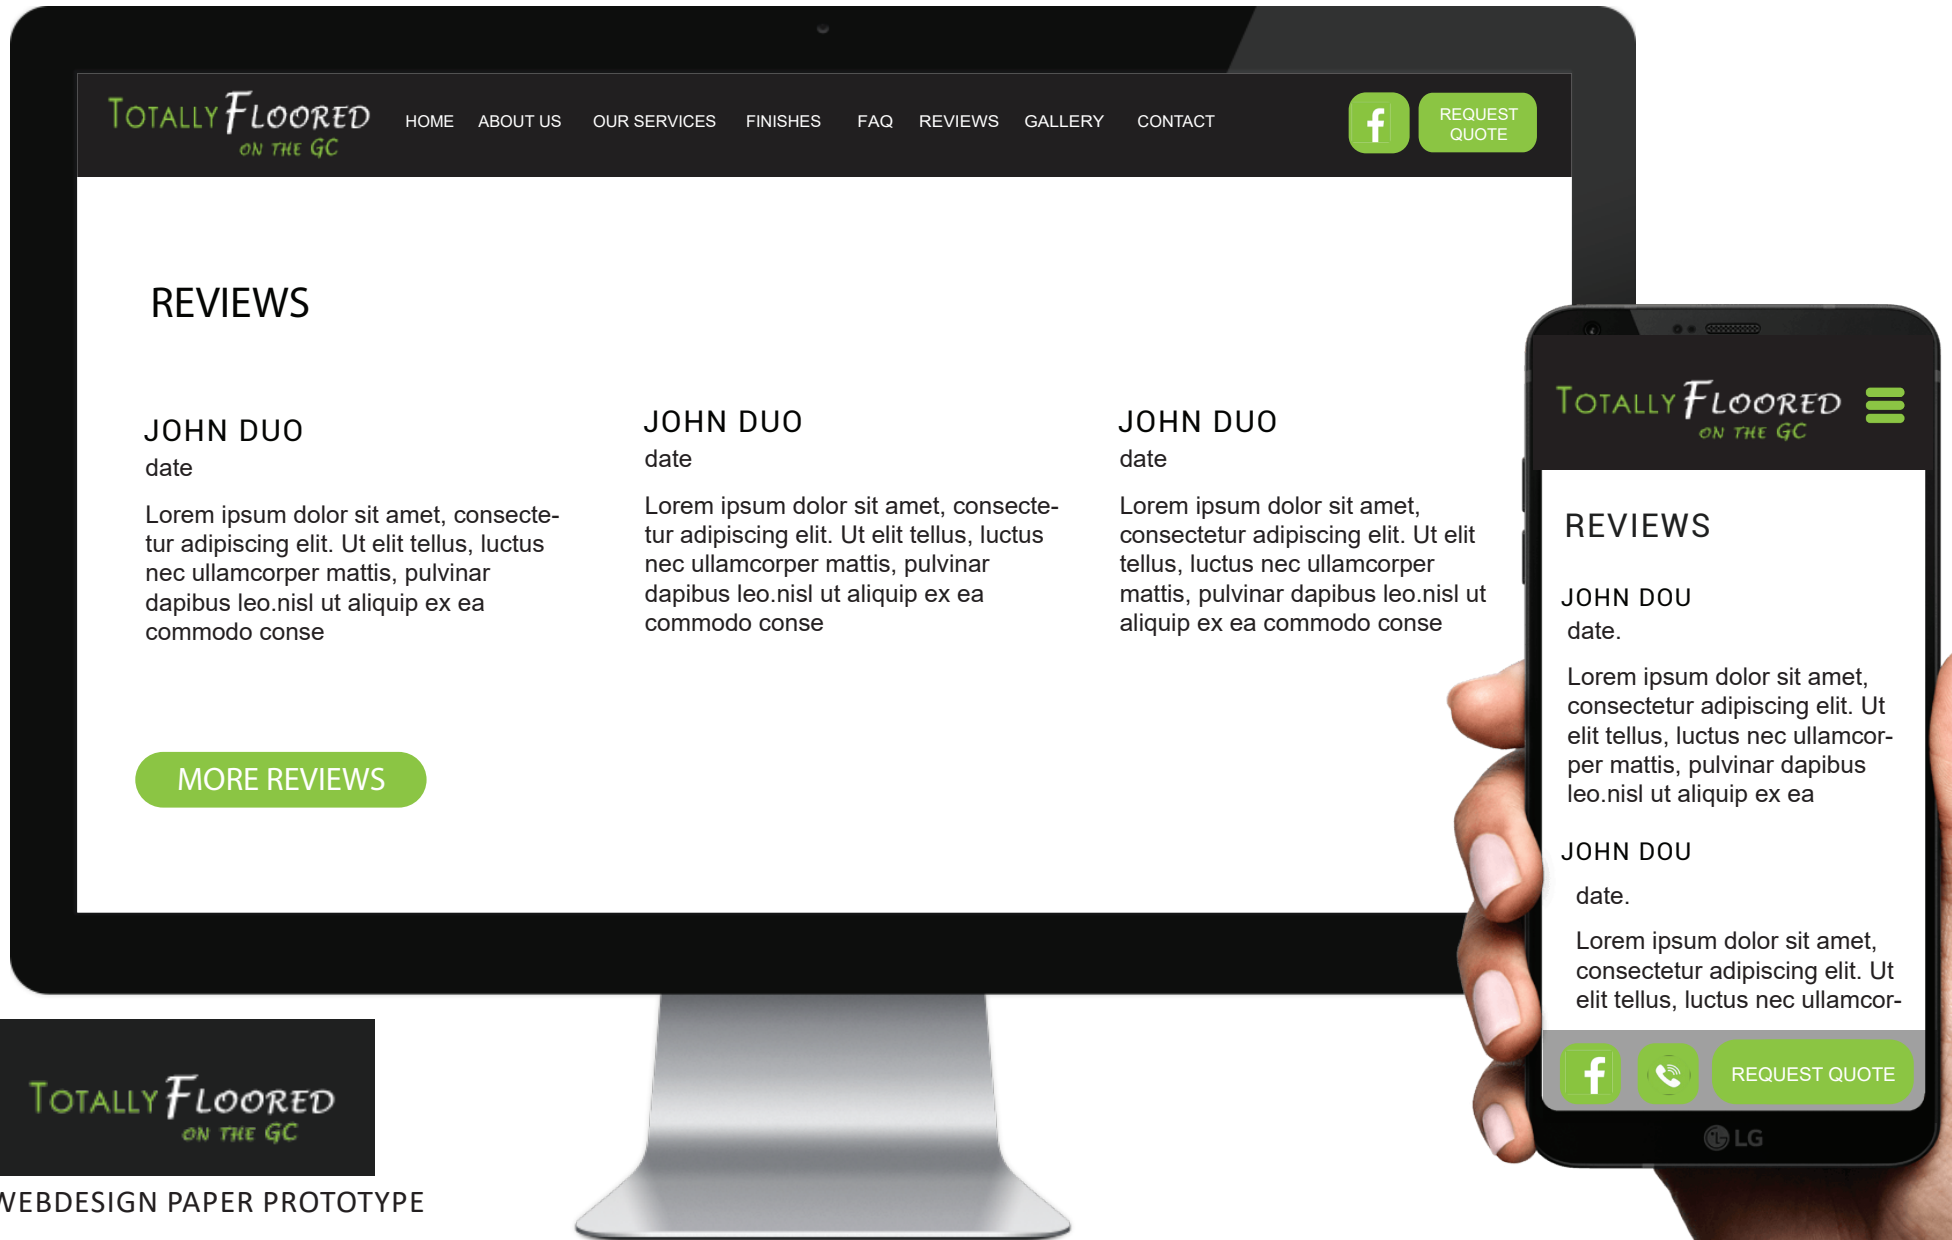 TOTALLY FLOORED
ON THE GC
HOME ABOUT US OUR SERVICES FINISHES FAQ REVIEWS GALLERY CONTACT
f
REQUEST
QUOTE
REVIEWS
JOHN DUO
date
Lorem ipsum dolor sit amet, consecte-
tur adipiscing elit. Ut elit tellus, luctus
nec ullamcorper mattis, pulvinar
dapibus leo.nisl ut aliquip ex ea
commodo conse
JOHN DUO
date
Lorem ipsum dolor sit amet, consecte-
tur adipiscing elit. Ut elit tellus, luctus
nec ullamcorper mattis, pulvinar
dapibus leo.nisl ut aliquip ex ea
commodo conse
JOHN DUO
date
Lorem ipsum dolor sit amet,
consectetur adipiscing elit. Ut elit
tellus, luctus nec ullamcorper
mattis, pulvinar dapibus leo.nisl ut
aliquip ex ea commodo conse
MORE REVIEWS
TOTALLY FLOORED
ON THE GC
REVIEWS
JOHN DOU
date.
Lorem ipsum dolor sit amet,
consectetur adipiscing elit. Ut
elit tellus, luctus nec ullamcor-
per mattis, pulvinar dapibus
leo.nisl ut aliquip ex ea
JOHN DOU
date.
Lorem ipsum dolor sit amet,
consectetur adipiscing elit. Ut
elit tellus, luctus nec ullamcor-
f
REQUEST QUOTE
LG
TOTALLY FLOORED
ON THE GC
WEBDESIGN PAPER PROTOTYPE